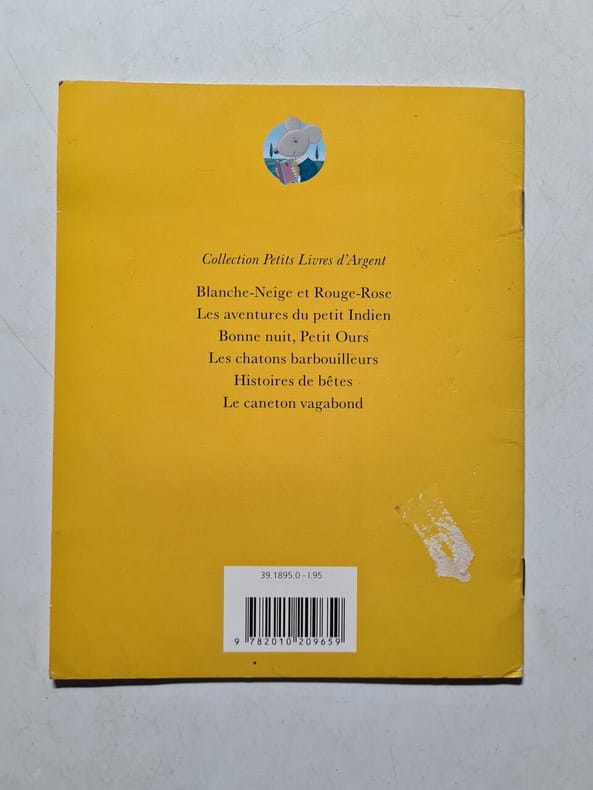 Collection Petits Livres d'Argent
Blanche-Neige et Rouge-Rose
Les aventures du petit Indien
Bonne nuit, Petit Ours
Les chatons barbouilleurs
Histoires de bêtes
Le caneton vagabond
39.1895.0 - I.95
9 782010 209659